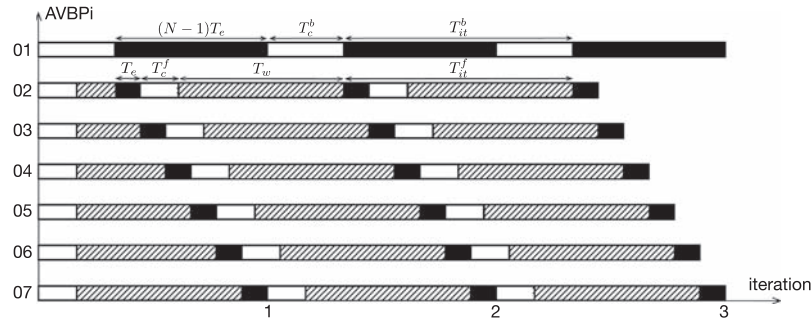 AVBPi
01 (N − 1)T_e T_c^b T_it^b
02 T_e T_c^f T_w T_it^f
03
04
05
06
07
iteration
1 2 3